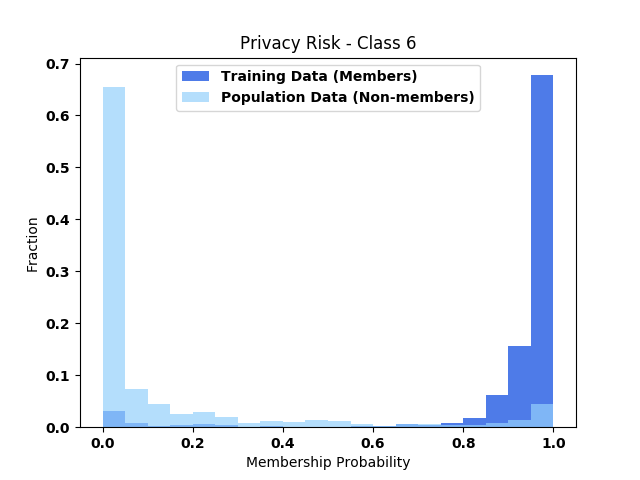 Privacy Risk - Class 6
Training Data (Members)
Population Data (Non-members)
Fraction
0.7
0.6
0.5
0.4
0.3
0.2
0.1
0.0
0.0 0.2 0.4 0.6 0.8 1.0
Membership Probability